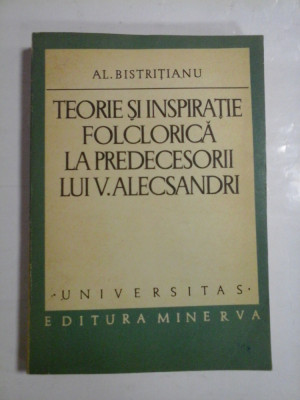 AL. BISTRIȚIANU
TEORIE ȘI INSPIRAȚIE
FOLCLORICĂ
LA PREDECESORII
LUI V. ALECSANDRI
· UNIVERSITAS ·
EDITURA MINERVA